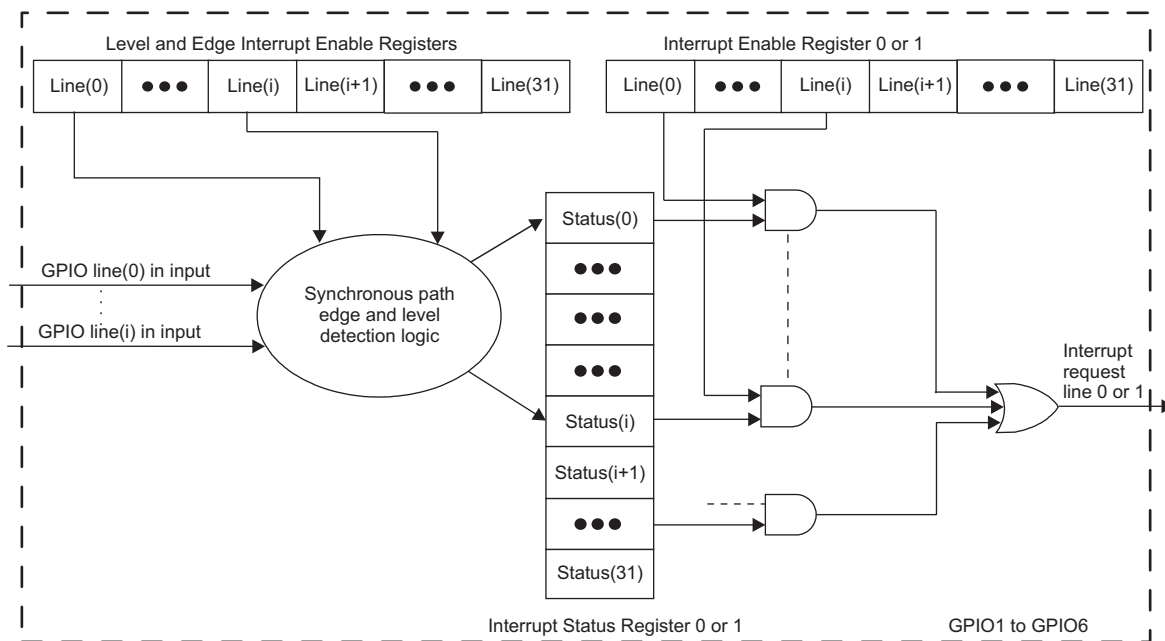 Level and Edge Interrupt Enable Registers
Interrupt Enable Register 0 or 1
Line(0) ●●● Line(i) Line(i+1) ●●● Line(31)
Line(0) ●●● Line(i) Line(i+1) ●●● Line(31)
GPIO line(0) in input
GPIO line(i) in input
Synchronous path
edge and level
detection logic
Status(0)
●●●
●●●
●●●
Status(i)
Status(i+1)
●●●
Status(31)
Interrupt
request
line 0 or 1
Interrupt Status Register 0 or 1
GPIO1 to GPIO6